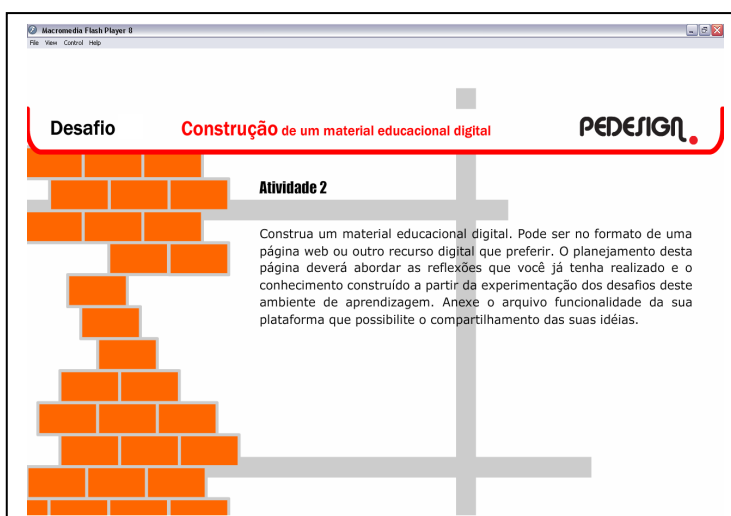 Macromedia Flash Player 8
File View Control Help
Desafio
Construção de um material educacional digital
PEDESIGN.
Atividade 2
Construa um material educacional digital. Pode ser no formato de uma
página web ou outro recurso digital que preferir. O planejamento desta
página deverá abordar as reflexões que você já tenha realizado e o
conhecimento construído a partir da experimentação dos desafios deste
ambiente de aprendizagem. Anexe o arquivo funcionalidade da sua
plataforma que possibilite o compartilhamento das suas idéias.